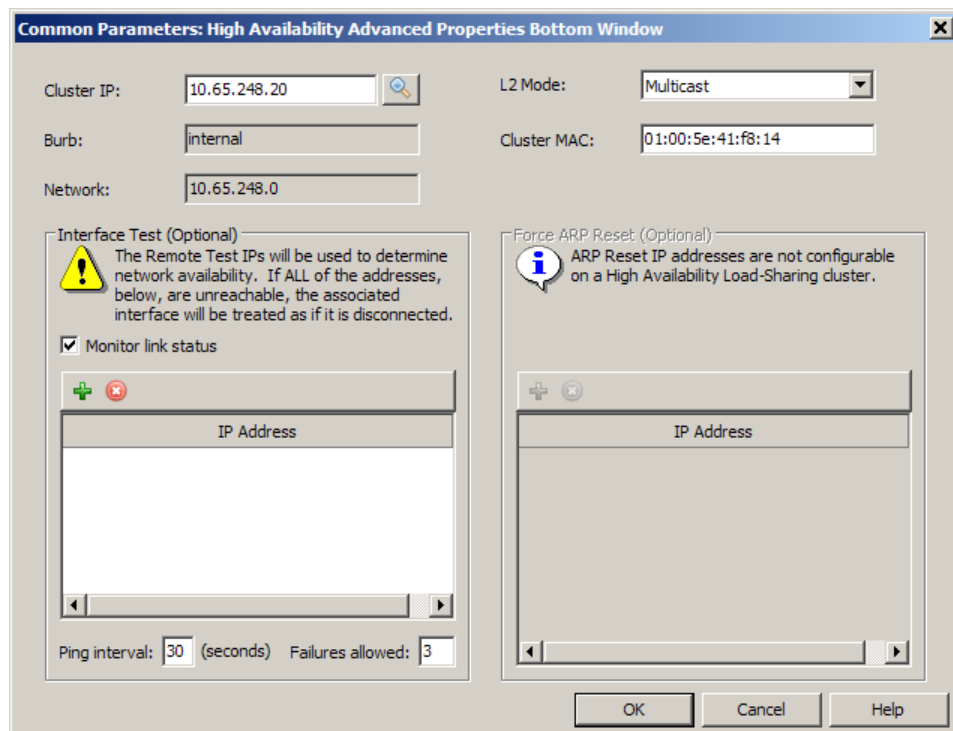 Common Parameters: High Availability Advanced Properties Bottom Window
Cluster IP: 10.65.248.20
L2 Mode: Multicast
Burb: internal
Cluster MAC: 01:00:5e:41:f8:14
Network: 10.65.248.0
Interface Test (Optional)
The Remote Test IPs will be used to determine
network availability. If ALL of the addresses,
below, are unreachable, the associated
interface will be treated as if it is disconnected.
Monitor link status
IP Address
Ping interval: 30 (seconds) Failures allowed: 3
Force ARP Reset (Optional)
ARP Reset IP addresses are not configurable
on a High Availability Load-Sharing cluster.
IP Address
OK Cancel Help